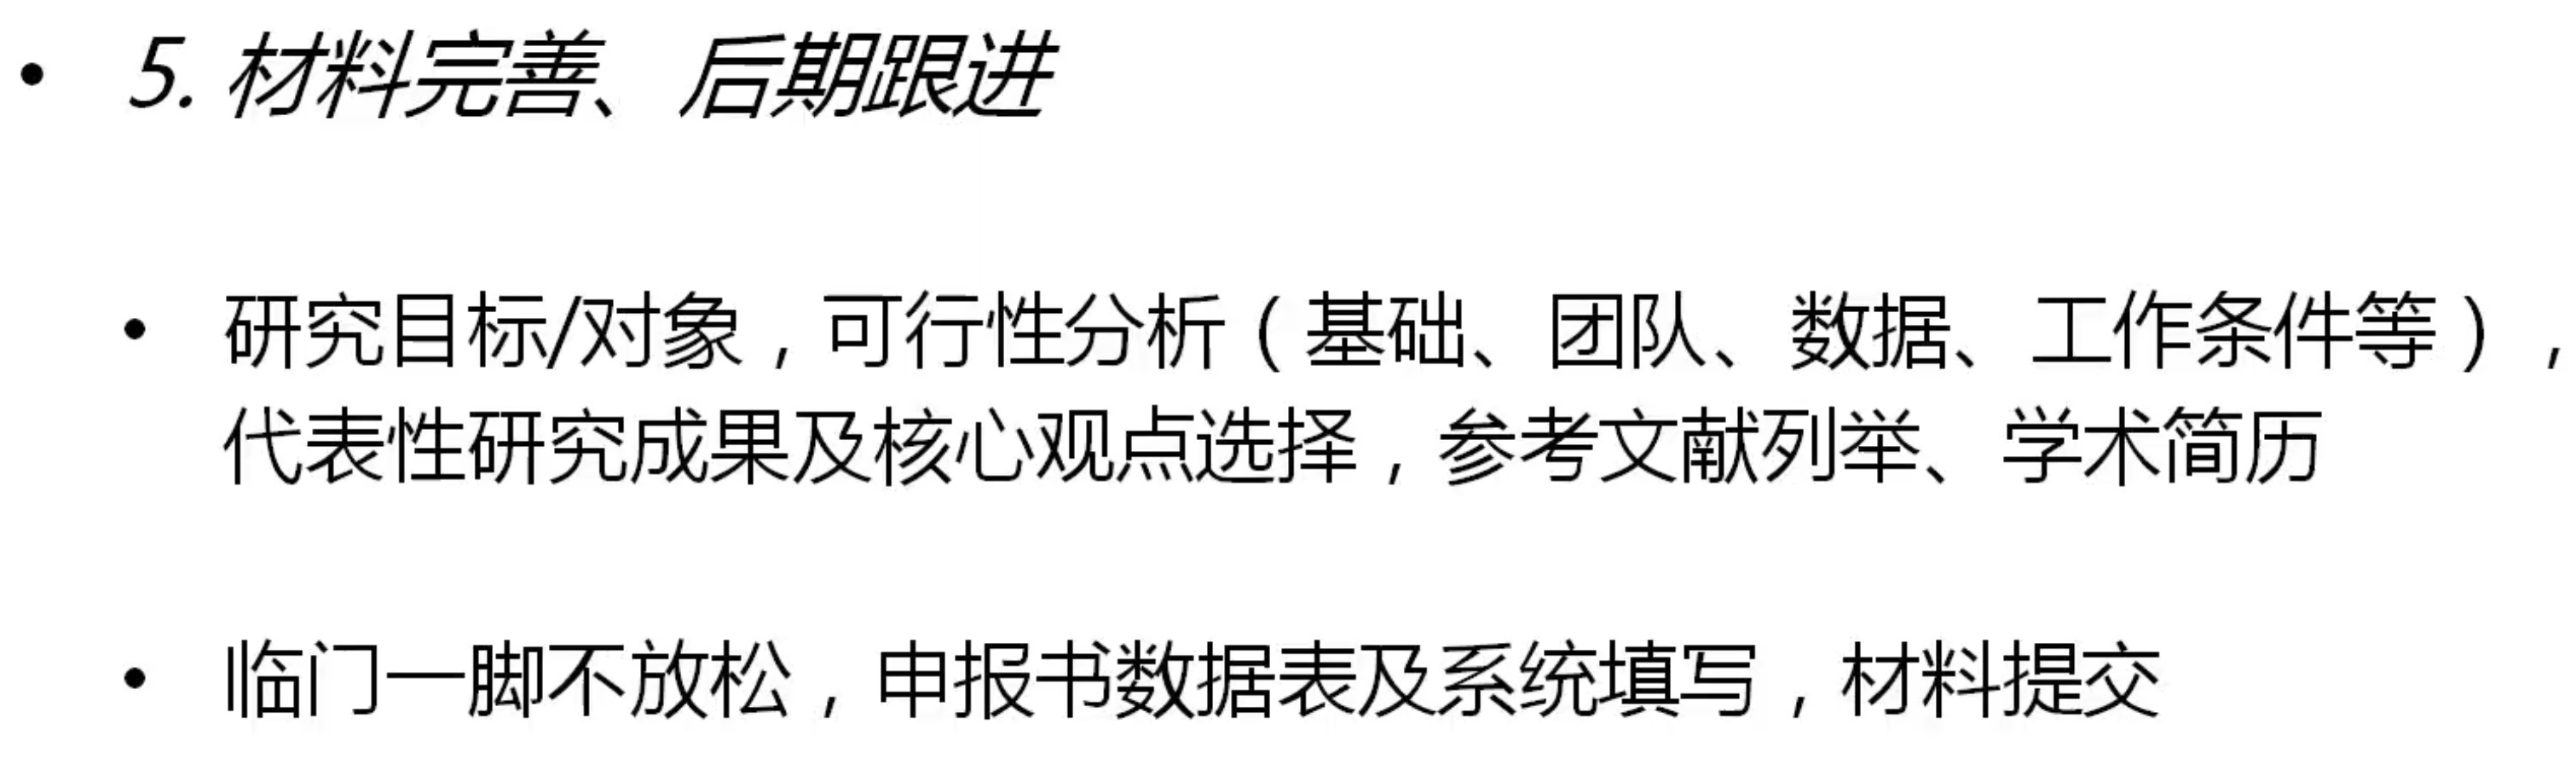 • 5. 材料完善、后期跟进
• 研究目标/对象，可行性分析（基础、团队、数据、工作条件等），
代表性研究成果及核心观点选择，参考文献列举、学术简历
• 临门一脚不放松，申报书数据表及系统填写，材料提交